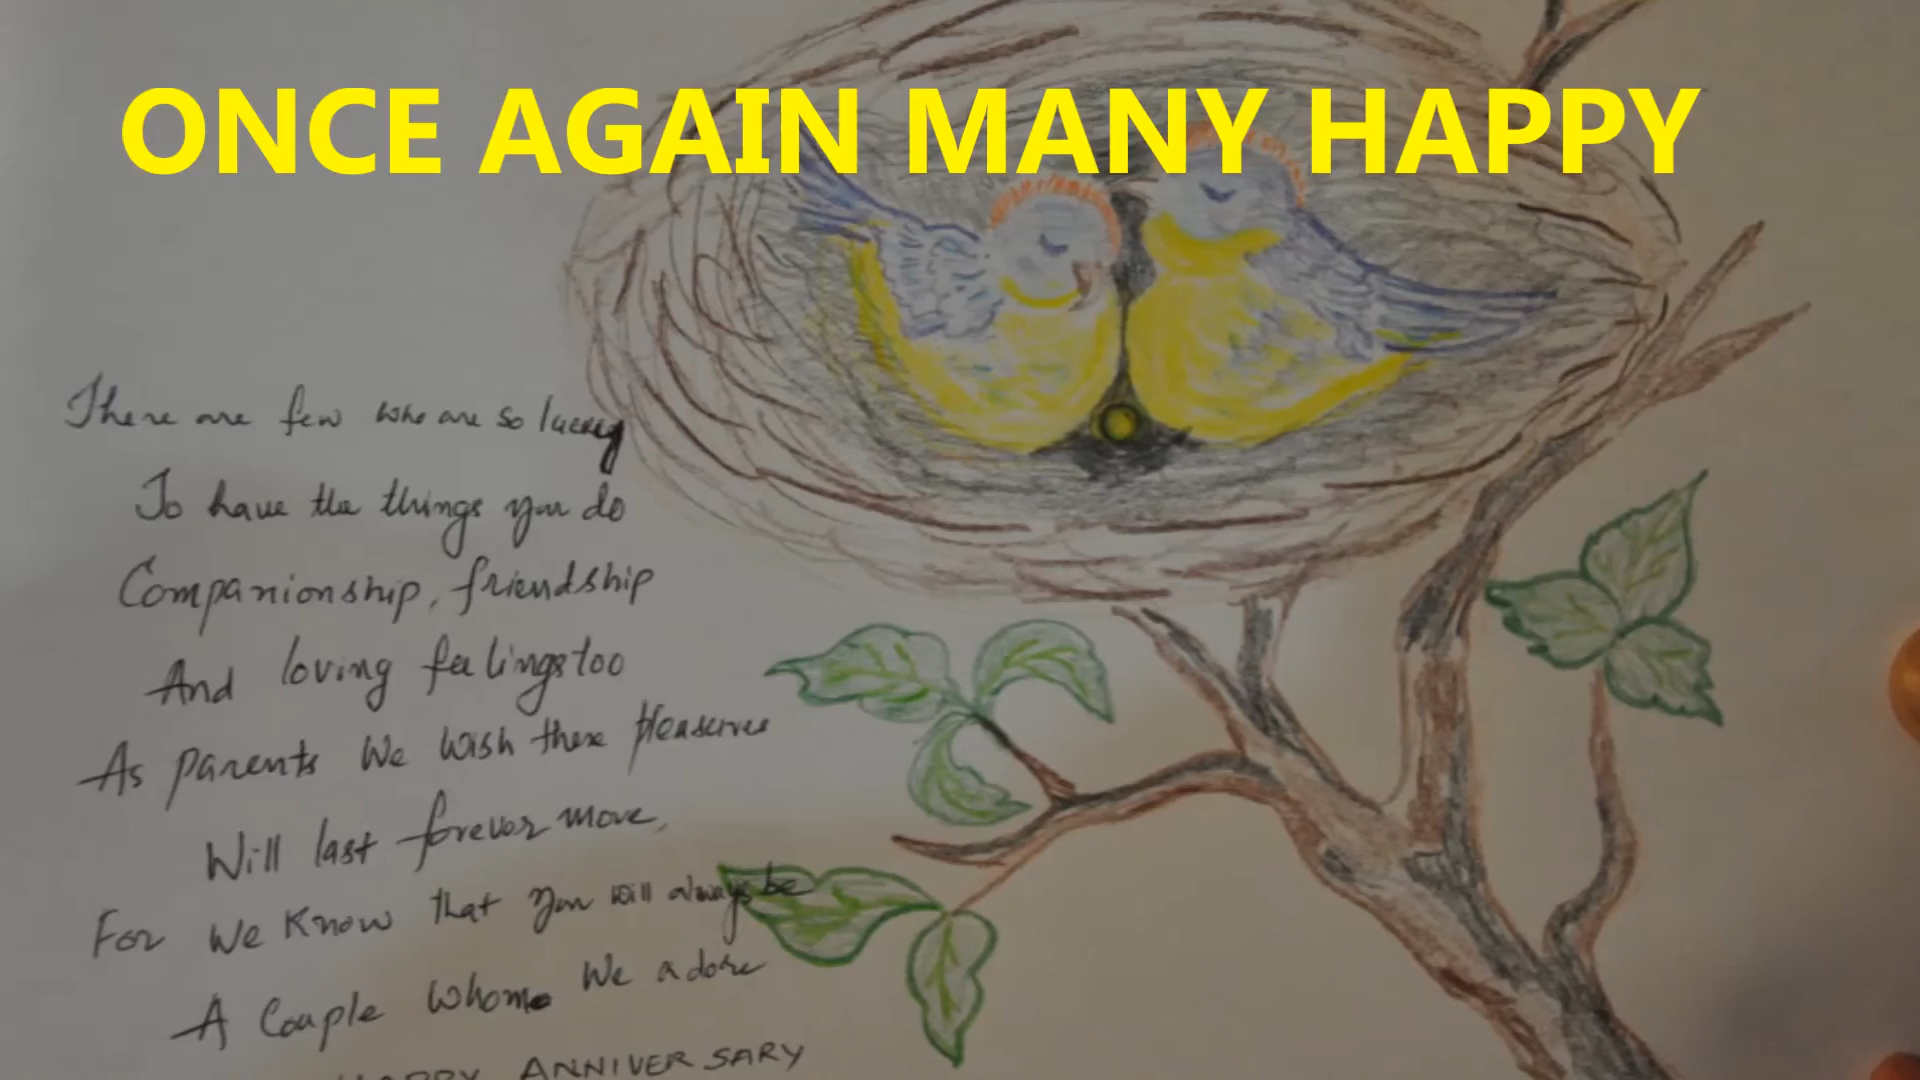 ONCE AGAIN MANY HAPPY
There are few who are so lucky
To have the things you do
Companionship, friendship
And loving feelings too
As parents We Wish these pleasures
Will last forever more,
For We Know that you will always be
A Couple Whom We adore
HAPPY ANNIVERSARY